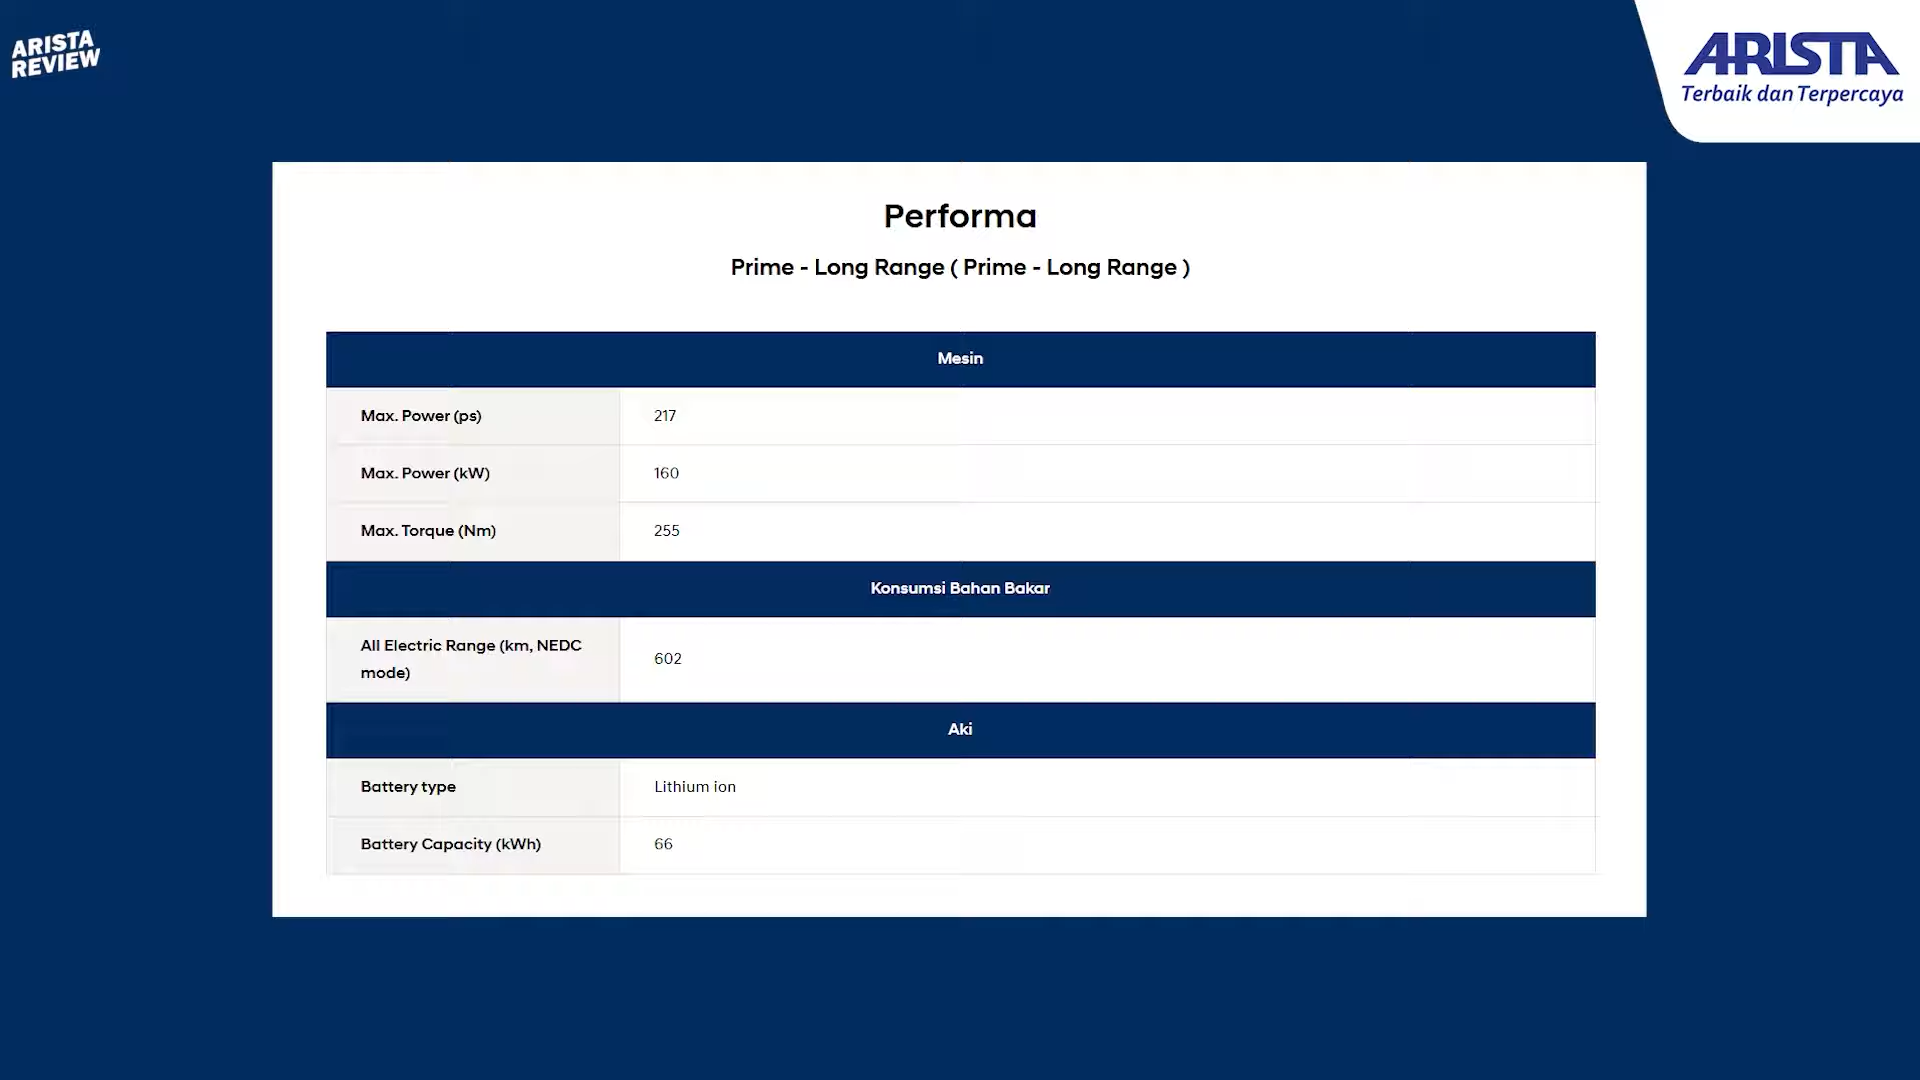 ARISTA
REVIEW
ARISTA
Terbaik dan Terpercaya
Performa
Prime - Long Range ( Prime - Long Range )
Mesin
Max. Power (ps) 217
Max. Power (kW) 160
Max. Torque (Nm) 255
Konsumsi Bahan Bakar
All Electric Range (km, NEDC
mode) 602
Aki
Battery type Lithium ion
Battery Capacity (kWh) 66